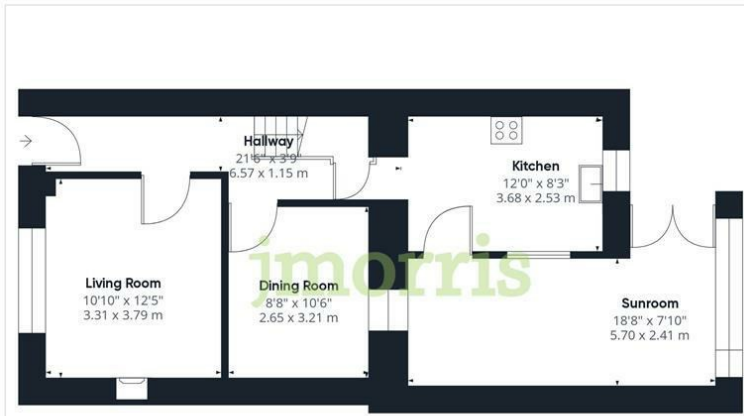 Hallway
21'6" x 3'9"
6.57 x 1.15 m
Kitchen
12'0" x 8'3"
3.68 x 2.53 m
Living Room
10'10" x 12'5"
3.31 x 3.79 m
Dining Room
8'8" x 10'6"
2.65 x 3.21 m
jmorris
Sunroom
18'8" x 7'10"
5.70 x 2.41 m